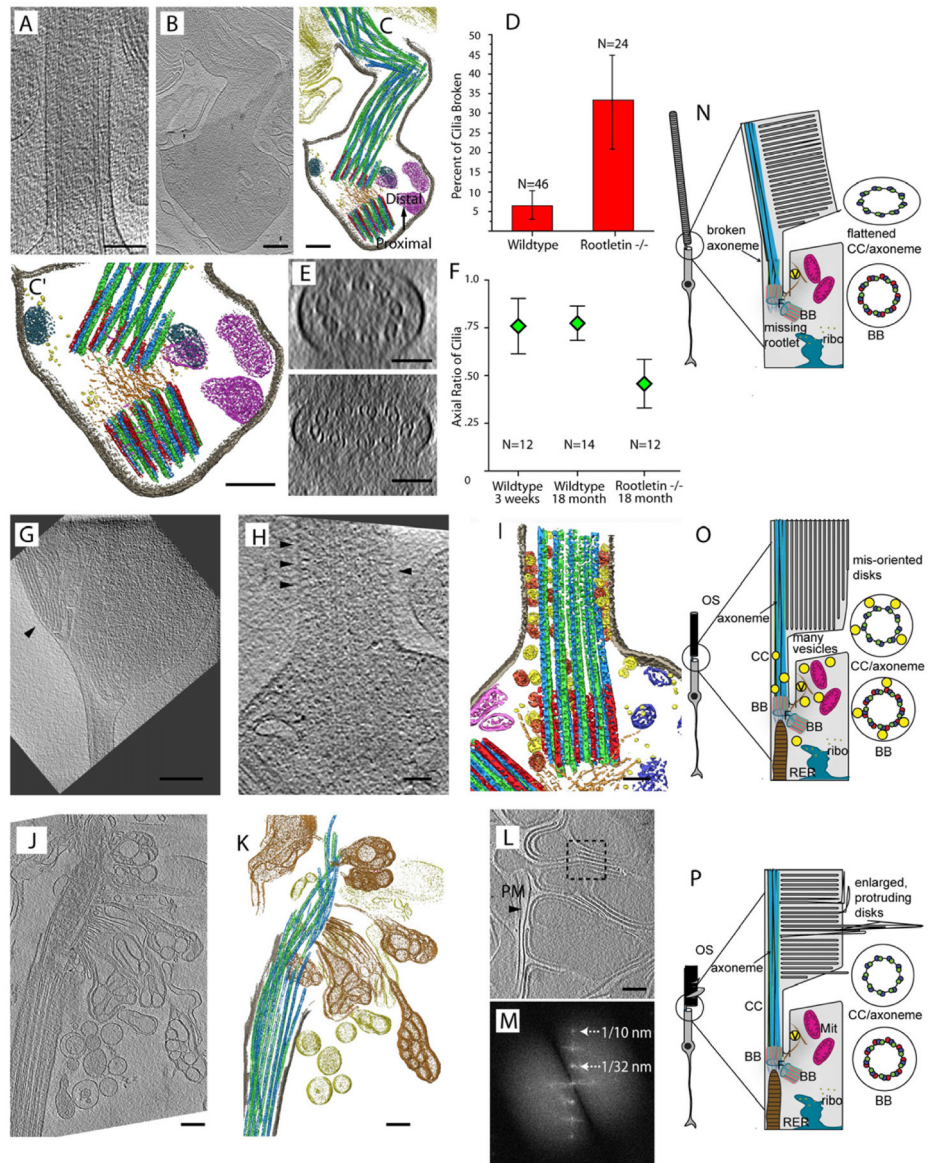 A
B
C
Distal
Proximal
D
Percent of Cilia Broken
50
45
40
35
30
25
20
15
10
5
N=46
N=24
Wildtype
Rootletin -/-
N
broken
axoneme
flattened
CC/axoneme
V
BB
missing
rootlet
ribo
BB
C'
E
F
Axial Ratio of Cilia
1.0
.75
.50
.25
0
N=12
N=14
N=12
Wildtype
3 weeks
Wildtype
18 month
Rootletin -/-
18 month
G
H
I
O
OS
axoneme
mis-oriented
disks
many
vesicles
CC
V
CC/axoneme
BB
BB
BB
ribo
RER
J
K
L
PM
M
1/10 nm
1/32 nm
P
OS
axoneme
enlarged,
protruding
disks
CC
CC/axoneme
V
Mit
BB
BB
BB
ribo
RER